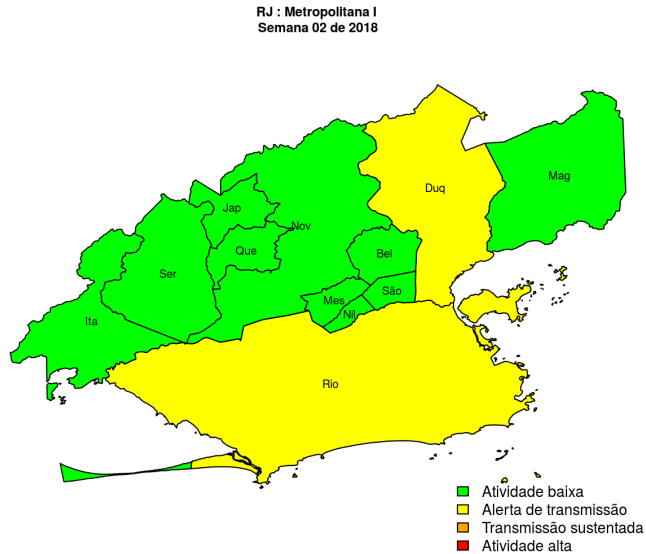 RJ : Metropolitana I
Semana 02 de 2018
Mag
Duq
Jap
Nov
Que
Bel
Ser
São
Mes
Nil
Ita
Rio
Atividade baixa
Alerta de transmissão
Transmissão sustentada
Atividade alta